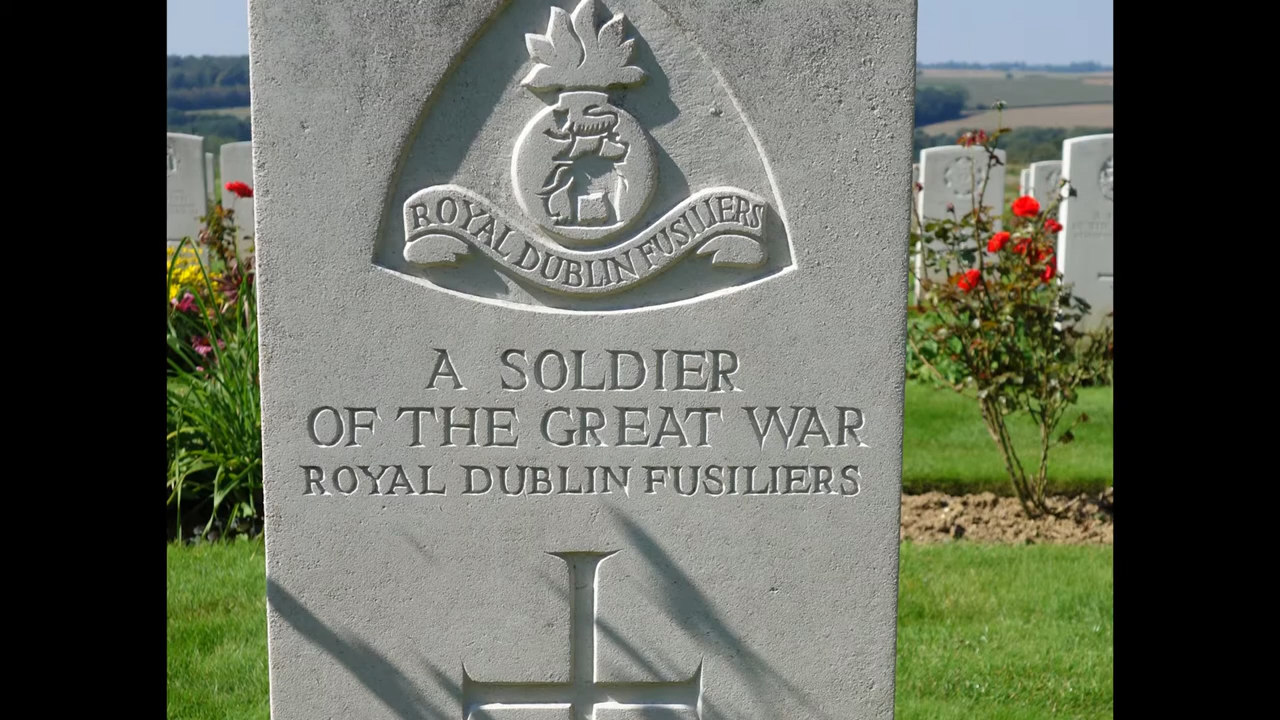 ROYAL DUBLIN FUSILIERS
A SOLDIER
OF THE GREAT WAR
ROYAL DUBLIN FUSILIERS